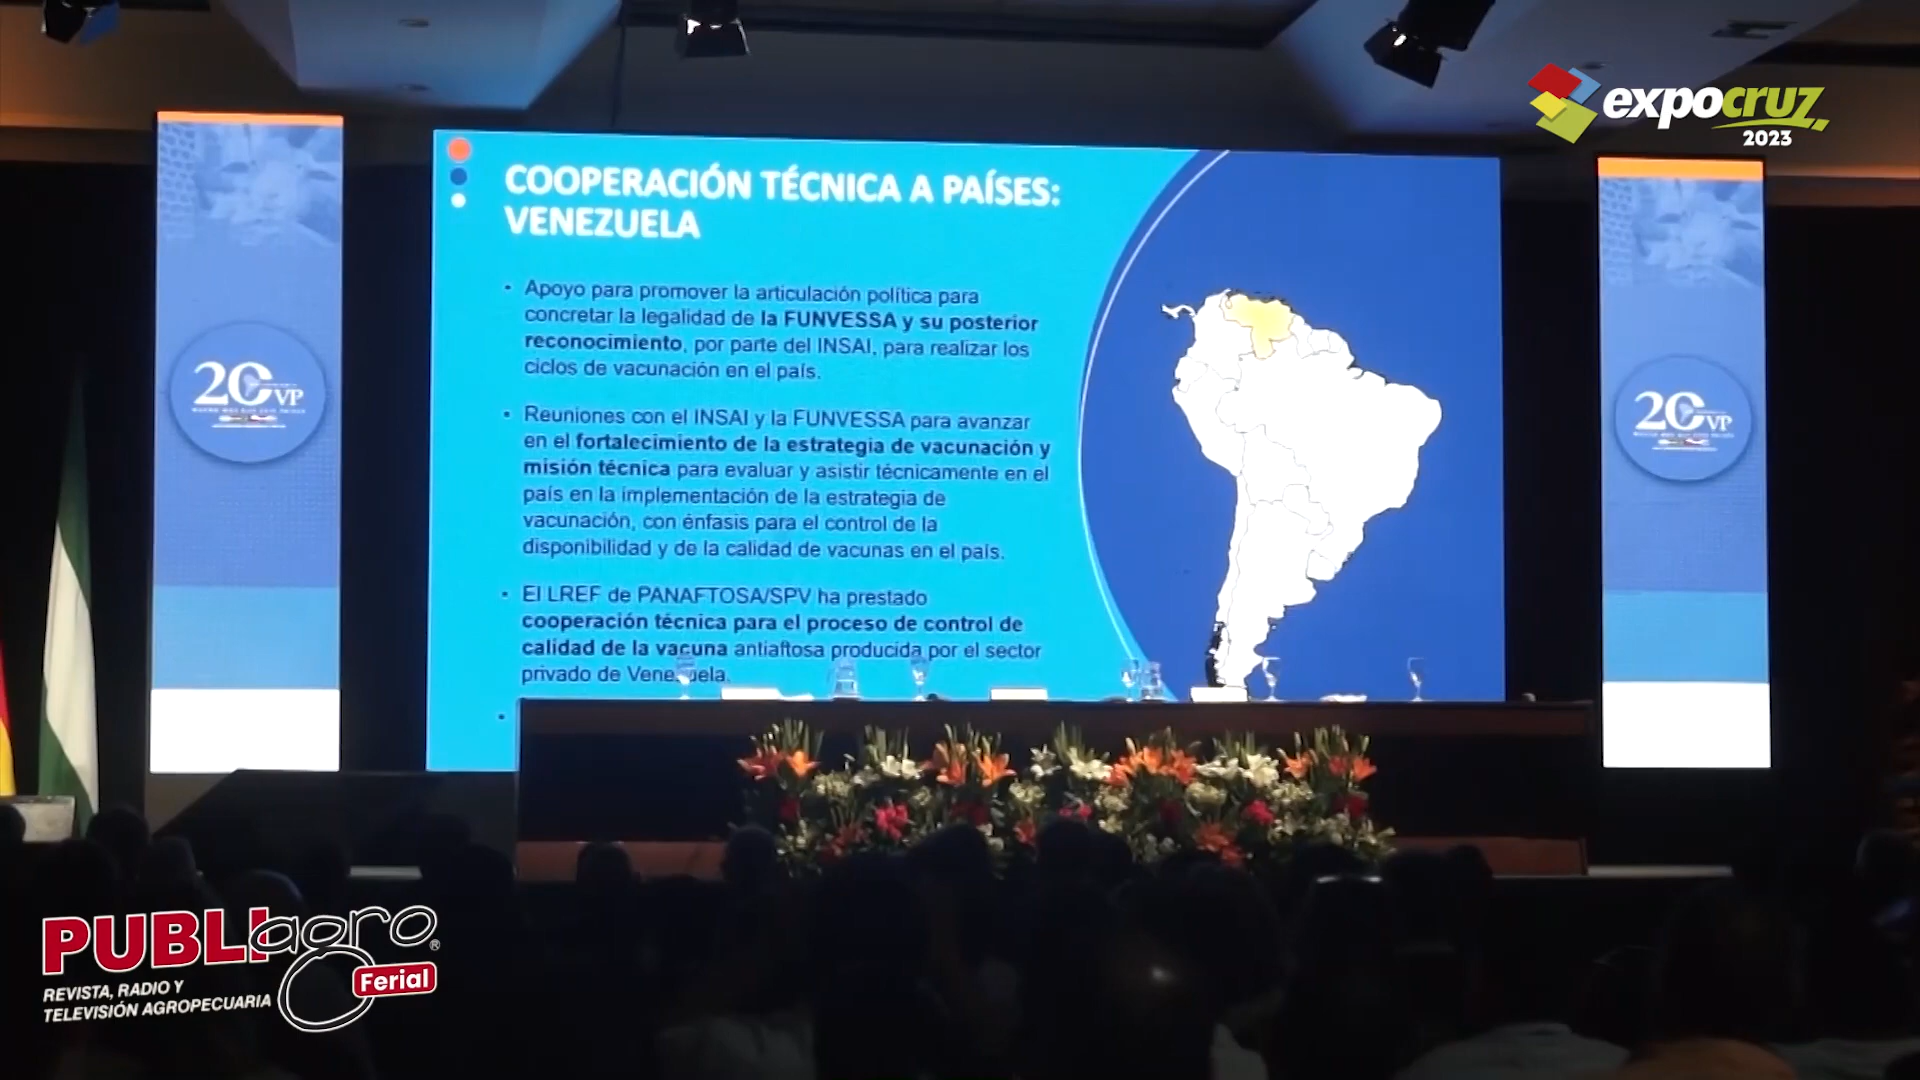 expocruz
2023
COOPERACIÓN TÉCNICA A PAÍSES:
VENEZUELA
• Apoyo para promover la articulación política para
concretar la legalidad de la FUNVESSA y su posterior
reconocimiento, por parte del INSAI, para realizar los
ciclos de vacunación en el país.
• Reuniones con el INSAI y la FUNVESSA para avanzar
en el fortalecimiento de la estrategia de vacunación y
misión técnica para evaluar y asistir técnicamente en el
país en la implementación de la estrategia de
vacunación, con énfasis para el control de la
disponibilidad y de la calidad de vacunas en el país.
• El LREF de PANAFTOSA/SPV ha prestado
cooperación técnica para el proceso de control de
calidad de la vacuna antiaftosa producida por el sector
privado de Venezuela.
20 VP
20 VP
PUBLIagro®
Ferial
REVISTA, RADIO Y
TELEVISIÓN AGROPECUARIA